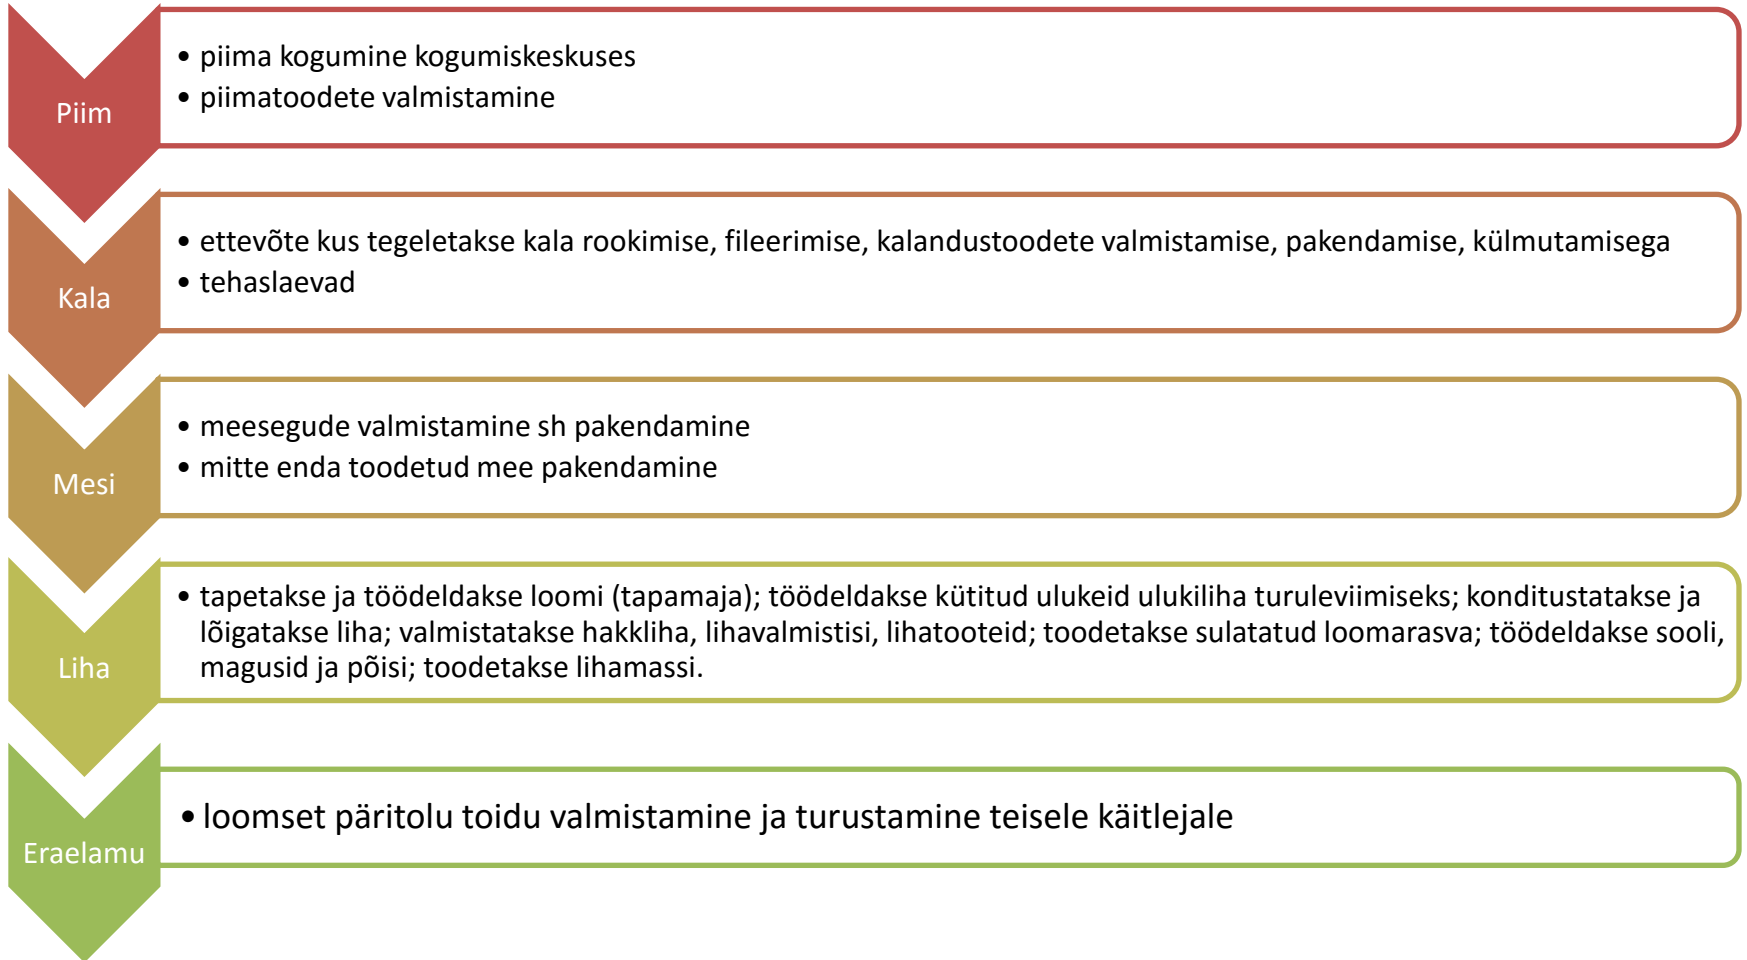 Piim
• piima kogumine kogumiskeskuses
• piimatoodete valmistamine
Kala
• ettevõte kus tegeletakse kala rookimise, fileerimise, kalandustoodete valmistamise, pakendamise, külmutamisega
• tehaslaevad
Mesi
• meesegude valmistamine sh pakendamine
• mitte enda toodetud mee pakendamine
Liha
• tapetakse ja töödeldakse loomi (tapamaja); töödeldakse kütitud ulukeid ulukiliha turuleviimiseks; konditustatakse ja
lõigatakse liha; valmistatakse hakkliha, lihavalmistisi, lihatooteid; toodetakse sulatatud loomarasva; töödeldakse sooli,
magusid ja põisi; toodetakse lihamassi.
Eraelamu
• loomset päritolu toidu valmistamine ja turustamine teisele käitlejale